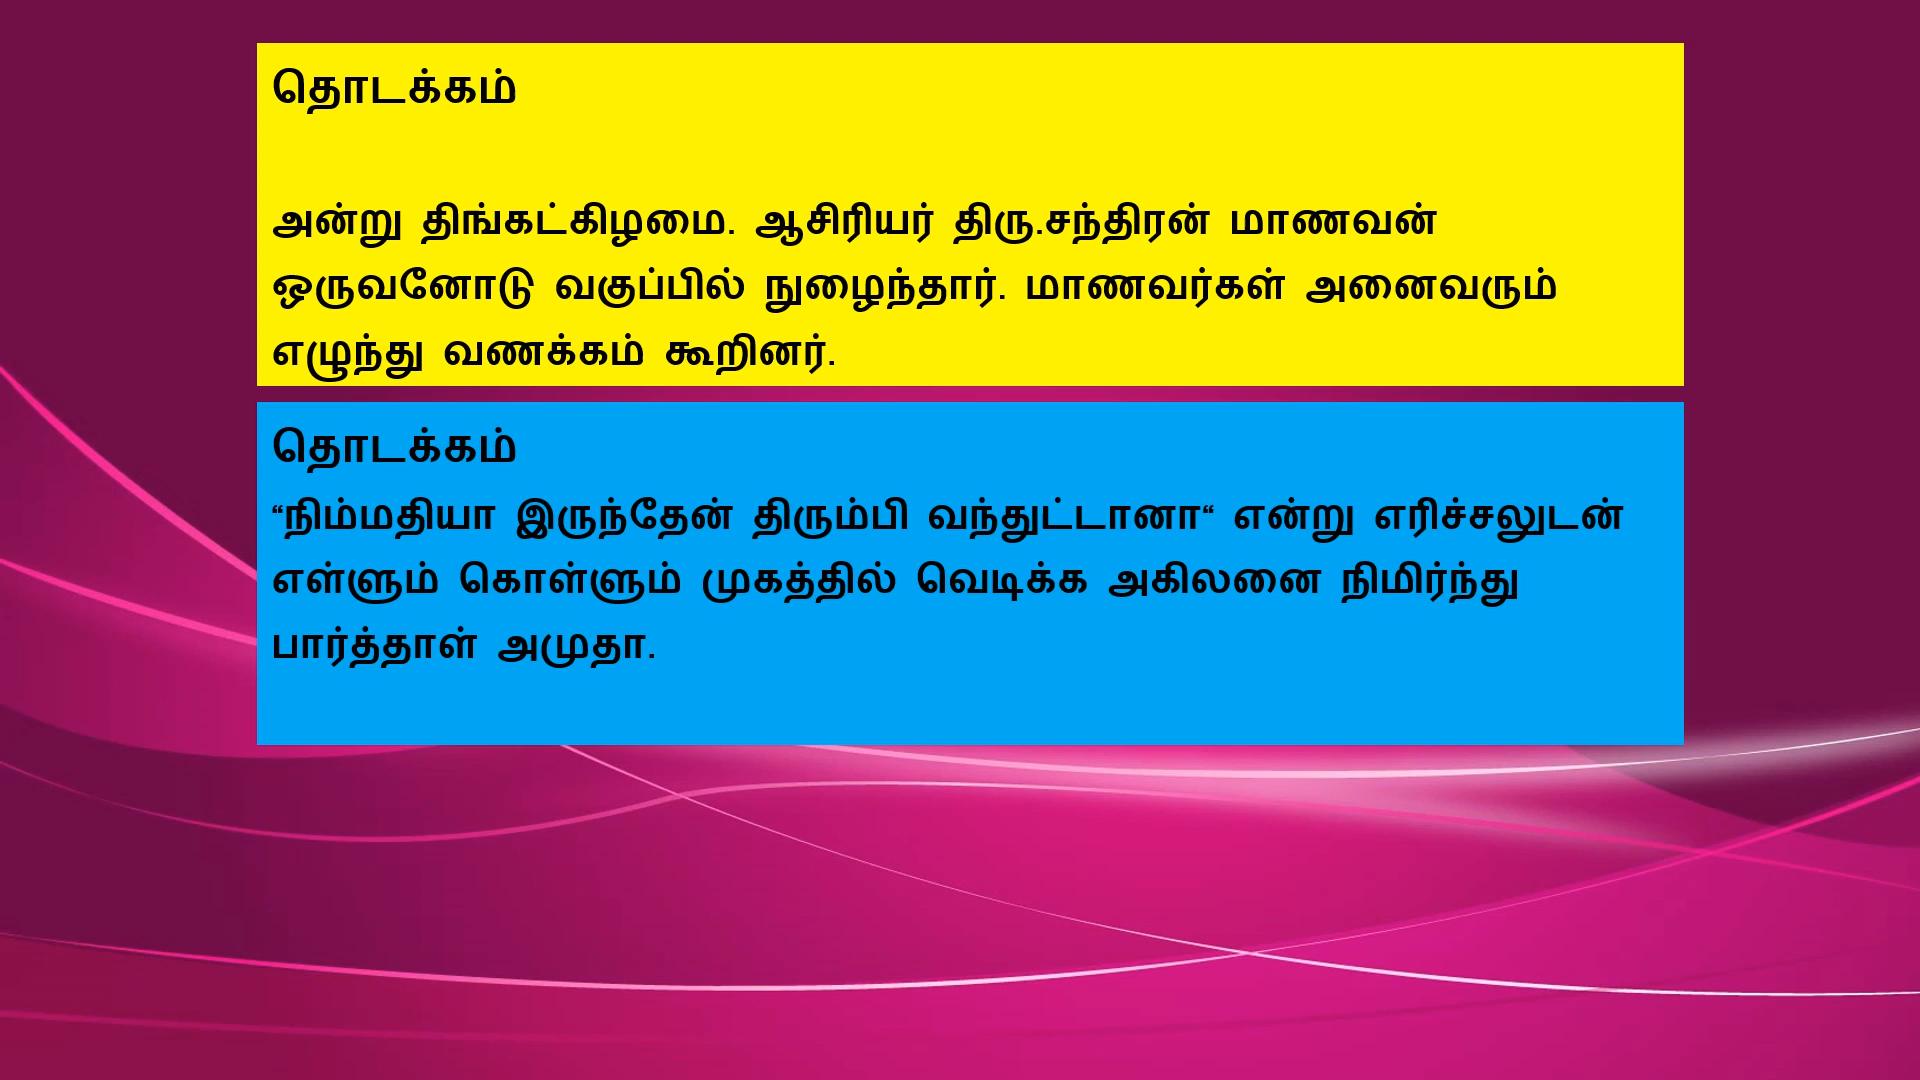 தொடக்கம்
அன்று திங்கட்கிழமை. ஆசிரியர் திரு.சந்திரன் மாணவன்
ஒருவனோடு வகுப்பில் நுழைந்தார். மாணவர்கள் அனைவரும்
எழுந்து வணக்கம் கூறினர்.
தொடக்கம்
“நிம்மதியா இருந்தேன் திரும்பி வந்துட்டானா“ என்று எரிச்சலுடன்
எள்ளும் கொள்ளும் முகத்தில் வெடிக்க அகிலனை நிமிர்ந்து
பார்த்தாள் அமுதா.